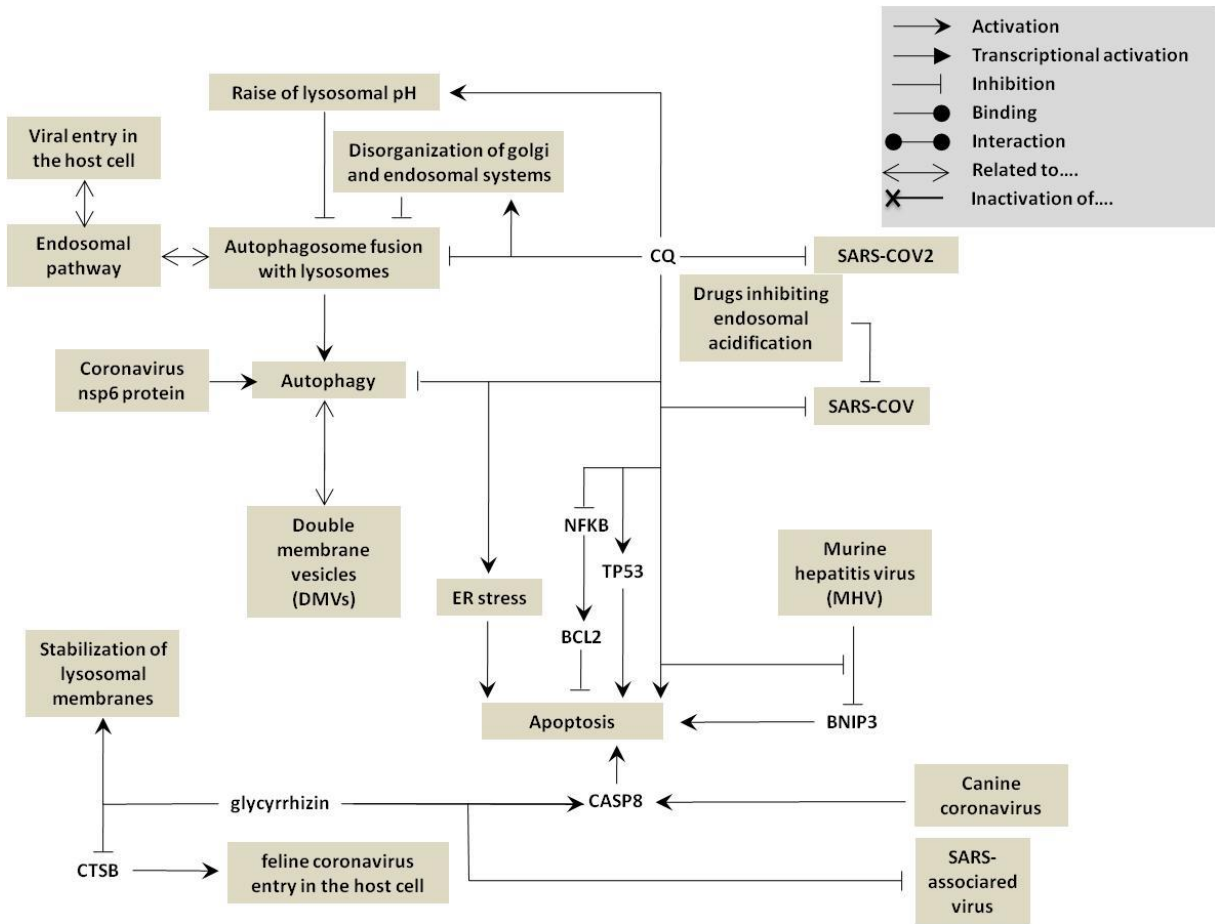 Activation
Transcriptional activation
Inhibition
Binding
Interaction
Related to....
Inactivation of....
Raise of lysosomal pH
Viral entry in
the host cell
Disorganization of golgi
and endosomal systems
Endosomal
pathway
Autophagosome fusion
with lysosomes
CQ
SARS-COV2
Drugs inhibiting
endosomal
acidification
Coronavirus
nsp6 protein
Autophagy
SARS-COV
Double
membrane
vesicles
(DMVs)
ER stress
NFKB
TP53
BCL2
Murine
hepatitis virus
(MHV)
Stabilization of
lysosomal
membranes
Apoptosis
BNIP3
glycyrrhizin
CASP8
Canine
coronavirus
CTSB
feline coronavirus
entry in the host cell
SARS-
associared
virus